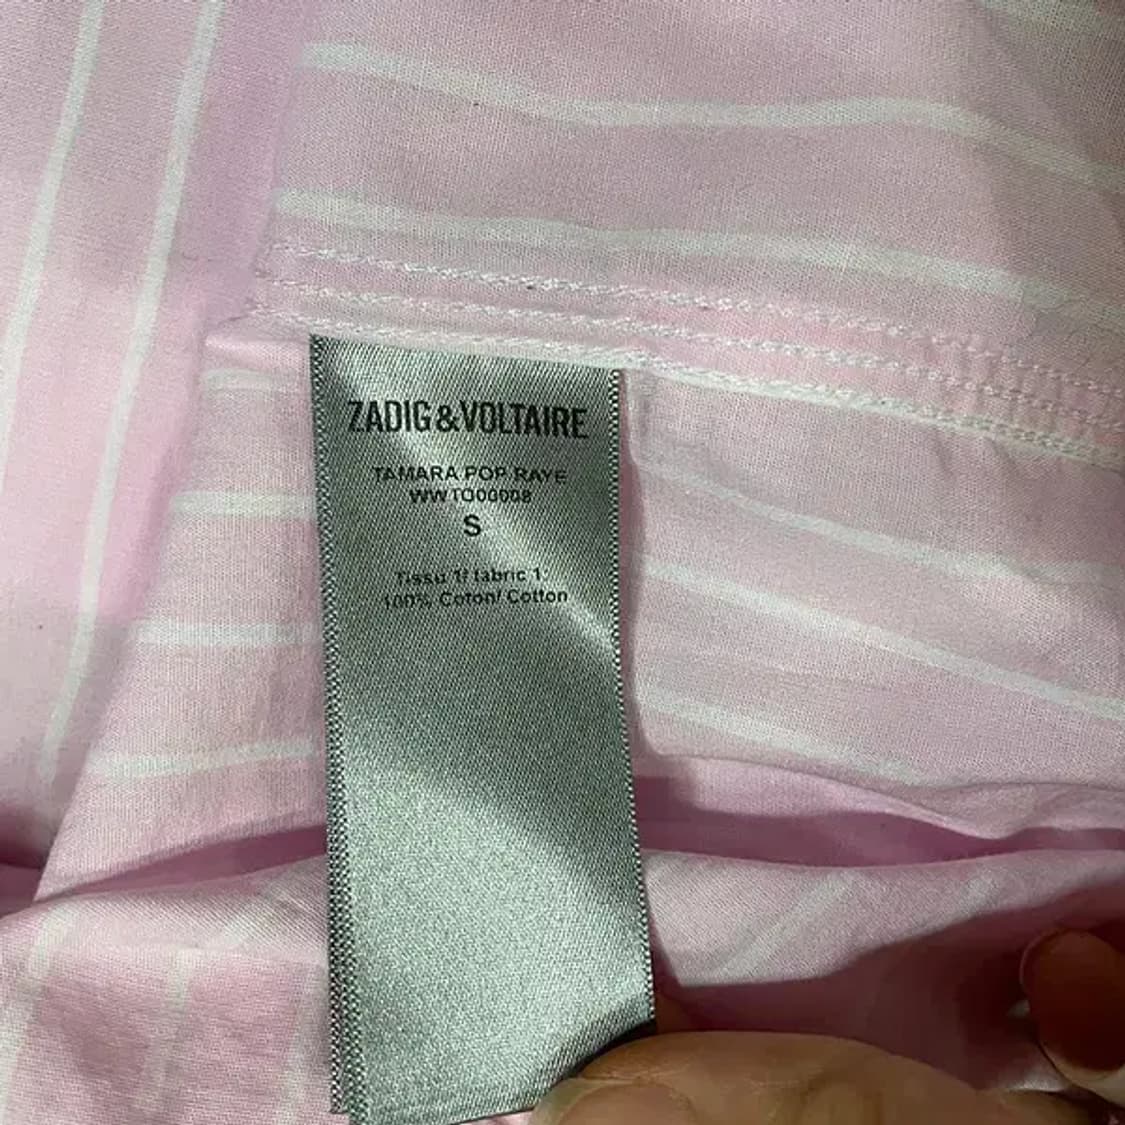 ZADIG&VOLTAIRE
TAMARA POP RAYE
WWTO00008
S
Tissu 1/ fabric 1:
100% Coton/ Cotton